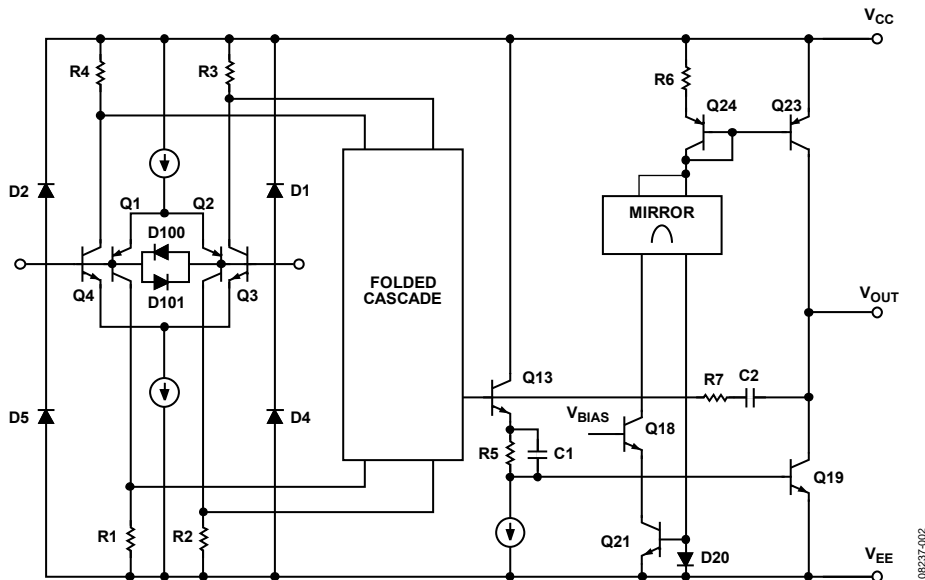 VCC
R4
R3
R6
Q24
Q23
D2
Q1
Q2
D1
D100
MIRROR
Q4
D101
Q3
FOLDED
CASCADE
VOUT
Q13
R7
C2
VBIAS
Q18
D5
D4
R5
C1
Q19
R1
R2
Q21
D20
VEE
08237-002